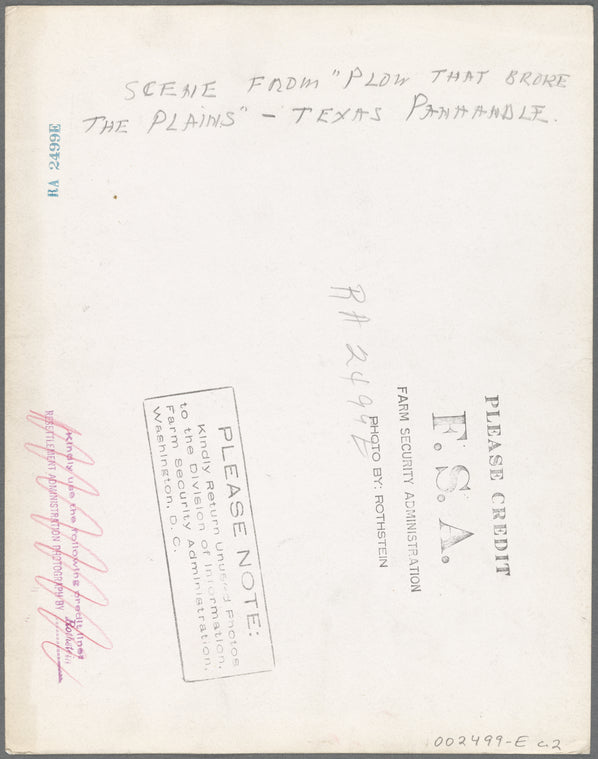 SCENE FROM "PLOW THAT BROKE
THE PLAINS" - TEXAS PANHANDLE.
RA 2499E
RA 2499E
PLEASE CREDIT
F.S.A.
FARM SECURITY ADMINISTRATION
PHOTO BY: ROTHSTEIN
PLEASE NOTE:
Kindly Return Unused Photos
to the Division of Information,
Farm Security Administration,
Washington, D. C.
Kindly use the following credit line:
RESETTLEMENT ADMINISTRATION PHOTOGRAPH BY Rothstein
002499-E c.2